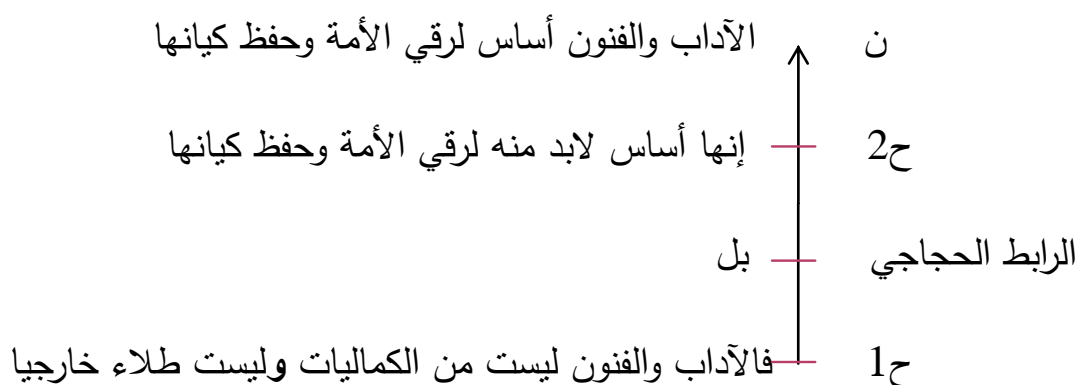 ن الآداب والفنون أساس لرقي الأمة وحفظ كيانها
ح2 إنها أساس لابد منه لرقي الأمة وحفظ كيانها
الرابط الحجاجي بل
ح1 فالآداب والفنون ليست من الكماليات وليست طلاء خارجيا